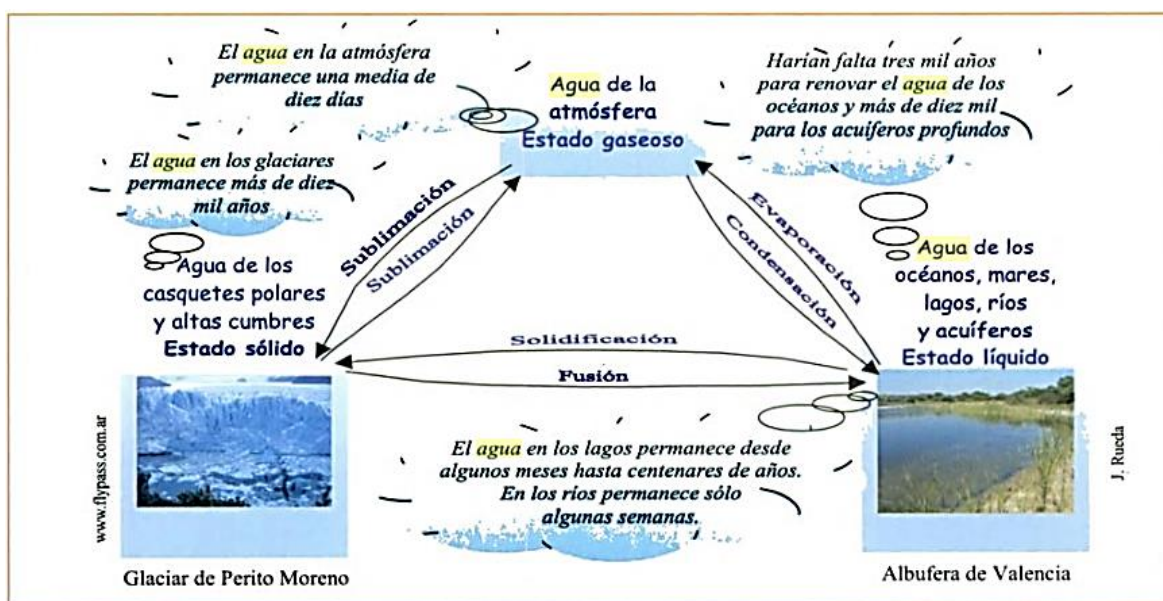 El agua en la atmósfera
permanece una media de
diez días
Agua de la
atmósfera
Estado gaseoso
Harían falta tres mil años
para renovar el agua de los
océanos y más de diez mil
para los acuíferos profundos
El agua en los glaciares
permanece más de diez
mil años
Sublimación
Sublimación
Evaporación
Condensación
Agua de los
casquetes polares
y altas cumbres
Estado sólido
Agua de los
océanos, mares,
lagos, ríos
y acuíferos
Estado líquido
Solidificación
Fusión
El agua en los lagos permanece desde
algunos meses hasta centenares de años.
En los ríos permanece sólo
algunas semanas.
www.flypass.com.ar
J. Rueda
Glaciar de Perito Moreno
Albufera de Valencia